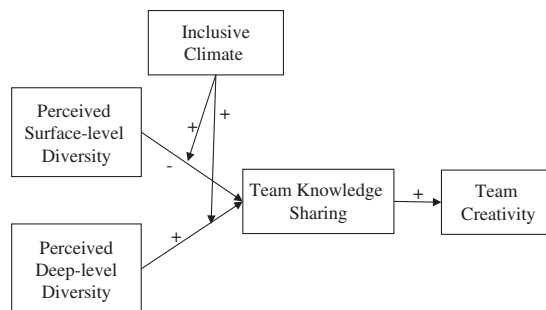 Inclusive
Climate
Perceived
Surface-level
Diversity
+
+
-
Team Knowledge
Sharing
+
Team
Creativity
+
Perceived
Deep-level
Diversity